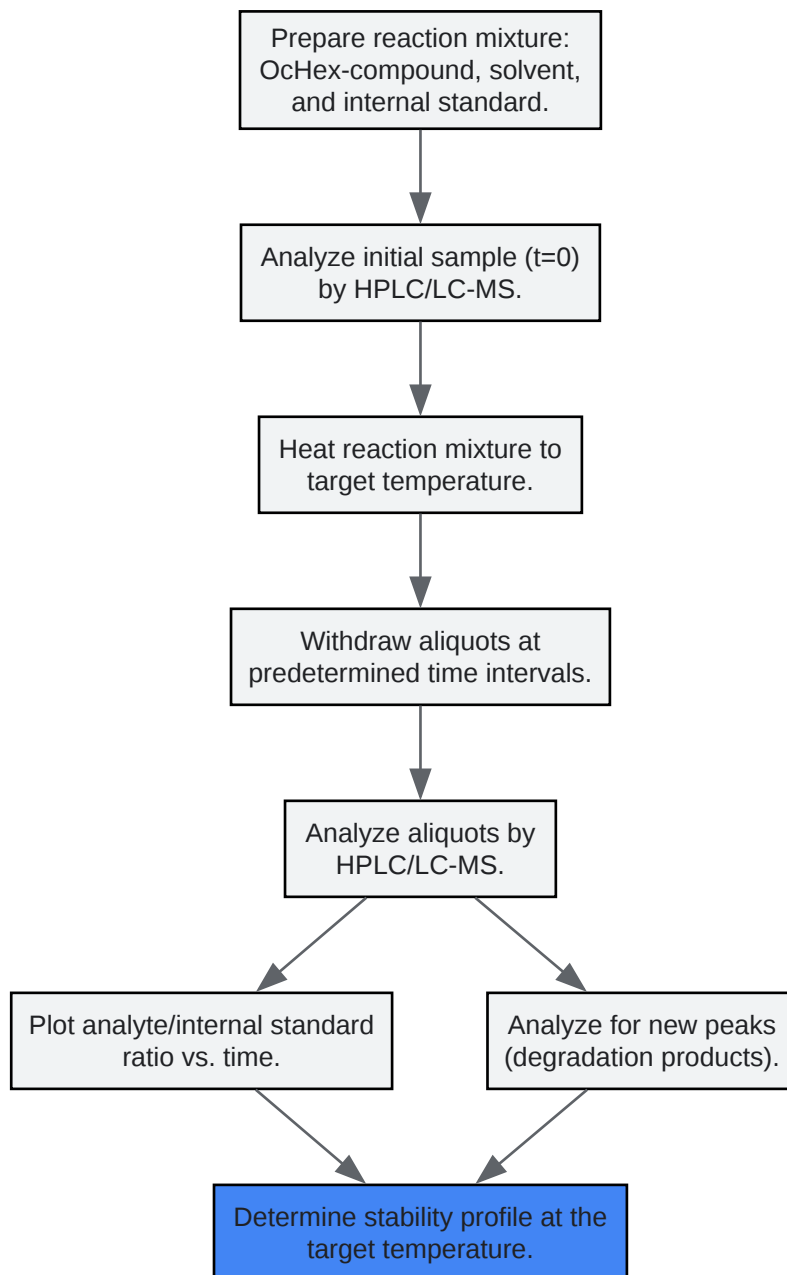 Prepare reaction mixture:
OcHex-compound, solvent,
and internal standard.
Analyze initial sample (t=0)
by HPLC/LC-MS.
Heat reaction mixture to
target temperature.
Withdraw aliquots at
predetermined time intervals.
Analyze aliquots by
HPLC/LC-MS.
Plot analyte/internal standard
ratio vs. time.
Analyze for new peaks
(degradation products).
Determine stability profile at the
target temperature.